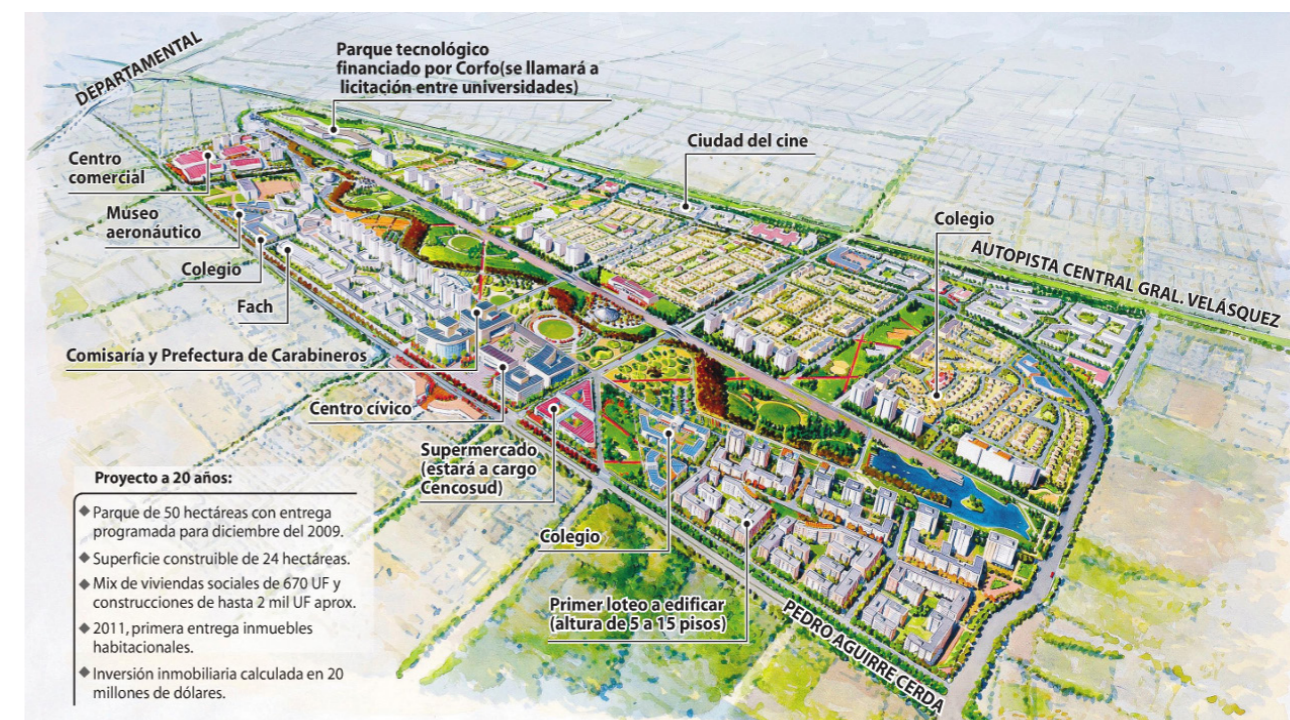 DEPARTAMENTAL
Parque tecnológico
financiado por Corfo(se llamará a
licitación entre universidades)
Ciudad del cine
Centro
comercial
Museo
aeronáutico
Colegio
Fach
Colegio
AUTOPISTA CENTRAL GRAL. VELÁSQUEZ
Comisaría y Prefectura de Carabineros
Centro cívico
Supermercado
(estará a cargo
Cencosud)
Colegio
Primer loteo a edificar
(altura de 5 a 15 pisos)
PEDRO AGUIRRE CERDA
Proyecto a 20 años:
◆ Parque de 50 hectáreas con entrega
programada para diciembre del 2009.
◆ Superficie construible de 24 hectáreas.
◆ Mix de viviendas sociales de 670 UF y
construcciones de hasta 2 mil UF aprox.
◆ 2011, primera entrega inmuebles
habitacionales.
◆ Inversión inmobiliaria calculada en 20
millones de dólares.